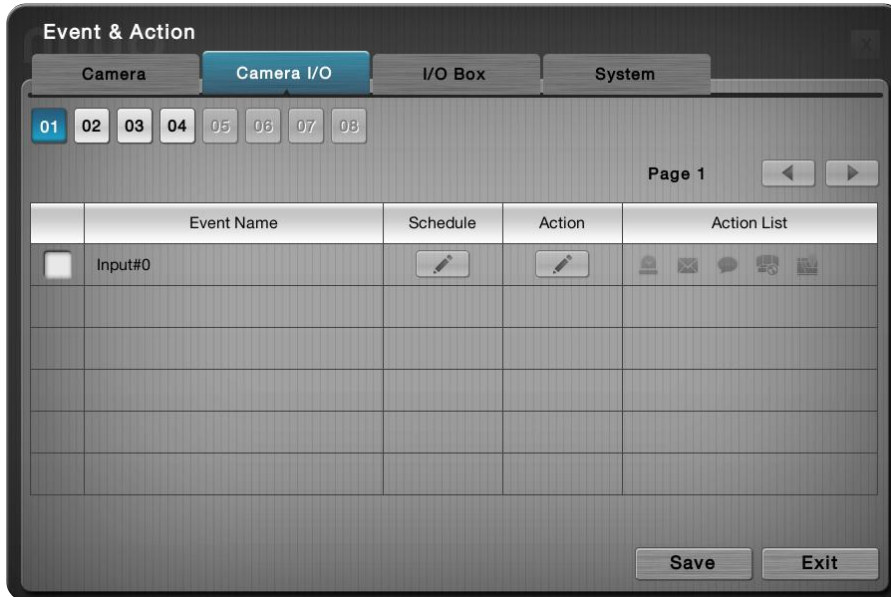 Event & Action
Camera
Camera I/O
I/O Box
System
01 02 03 04 05 06 07 08
Page 1
Event Name
Schedule
Action
Action List
Input#0
Save
Exit